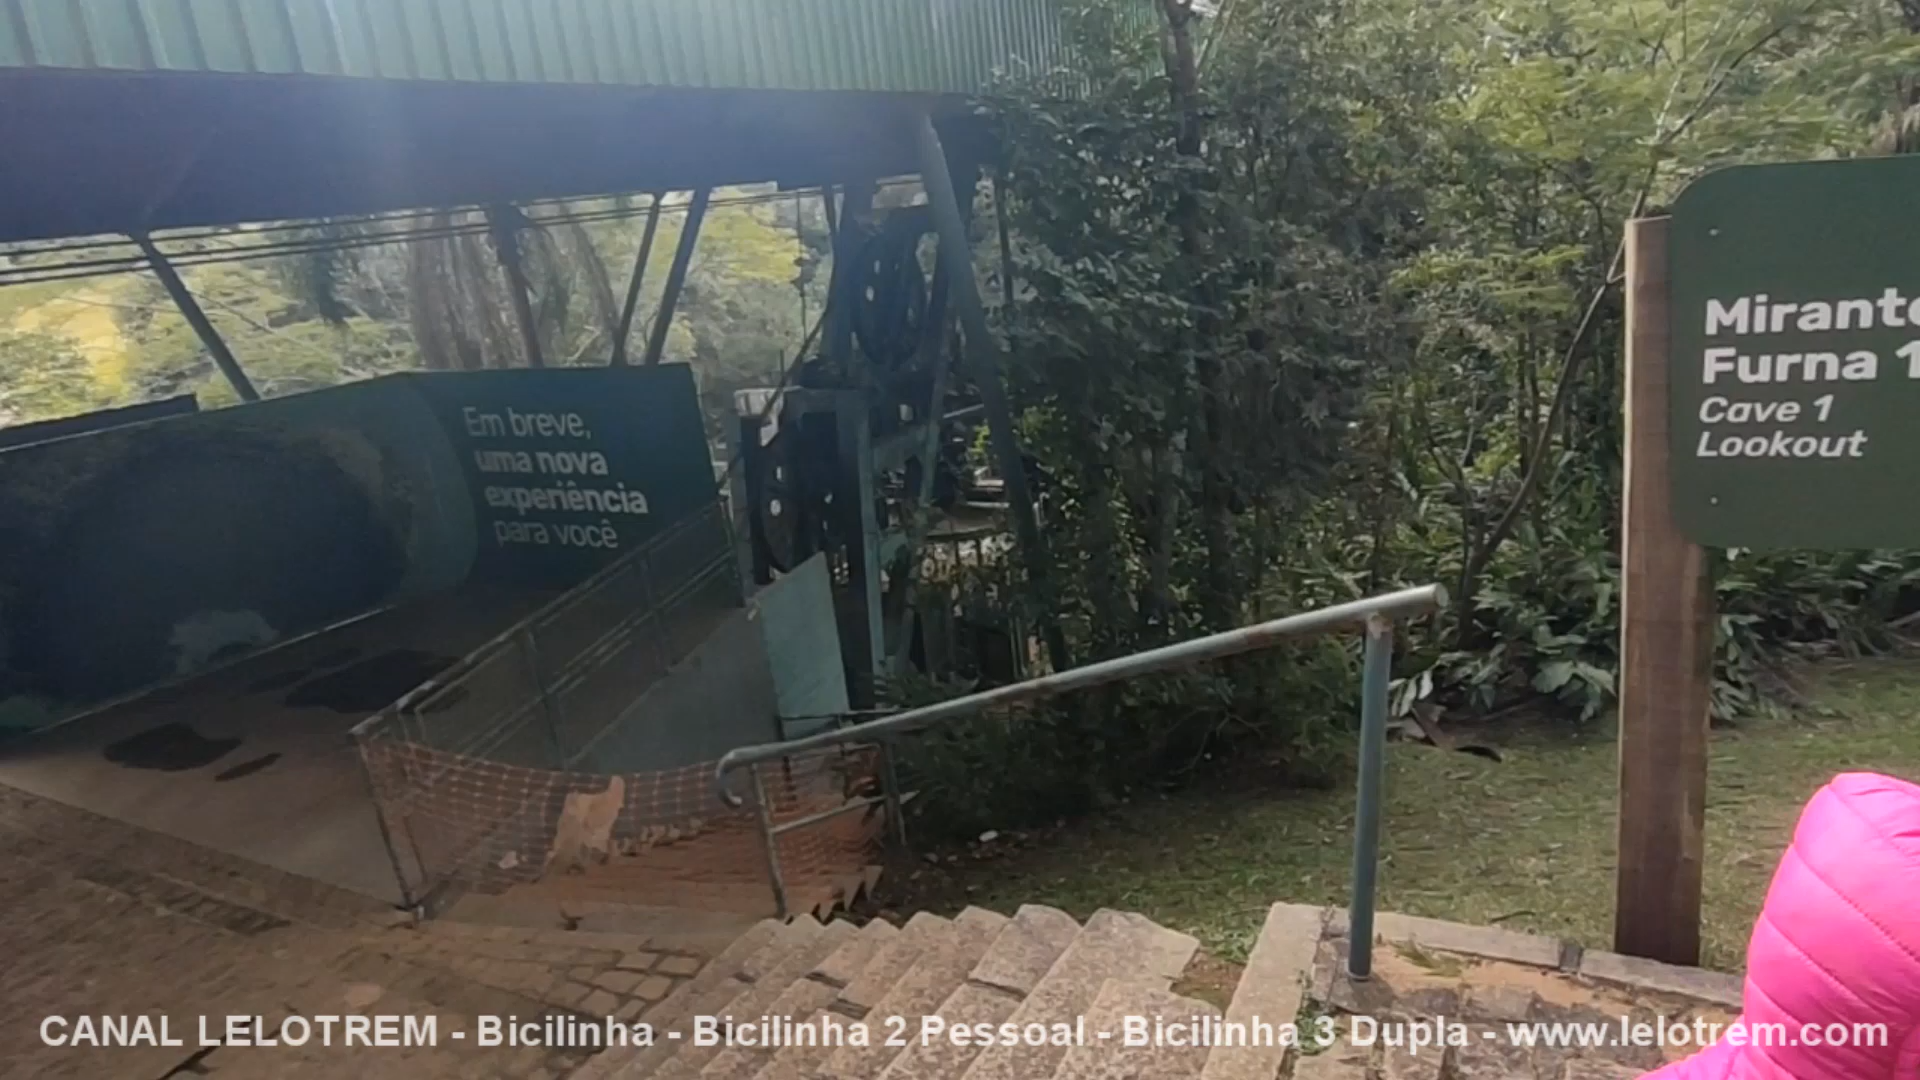 Em breve,
uma nova
experiência
para você
Furna 1
Cave 1
Lookout
CANAL LELOTREM - Bicilinha - Bicilinha 2 Pessoal - Bicilinha 3 Dupla - www.lelotrem.com